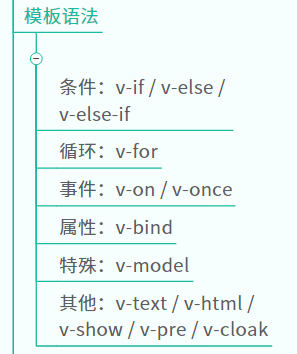 模板语法
条件：v-if / v-else /
v-else-if
循环：v-for
事件：v-on / v-once
属性：v-bind
特殊：v-model
其他：v-text / v-html /
v-show / v-pre / v-cloak